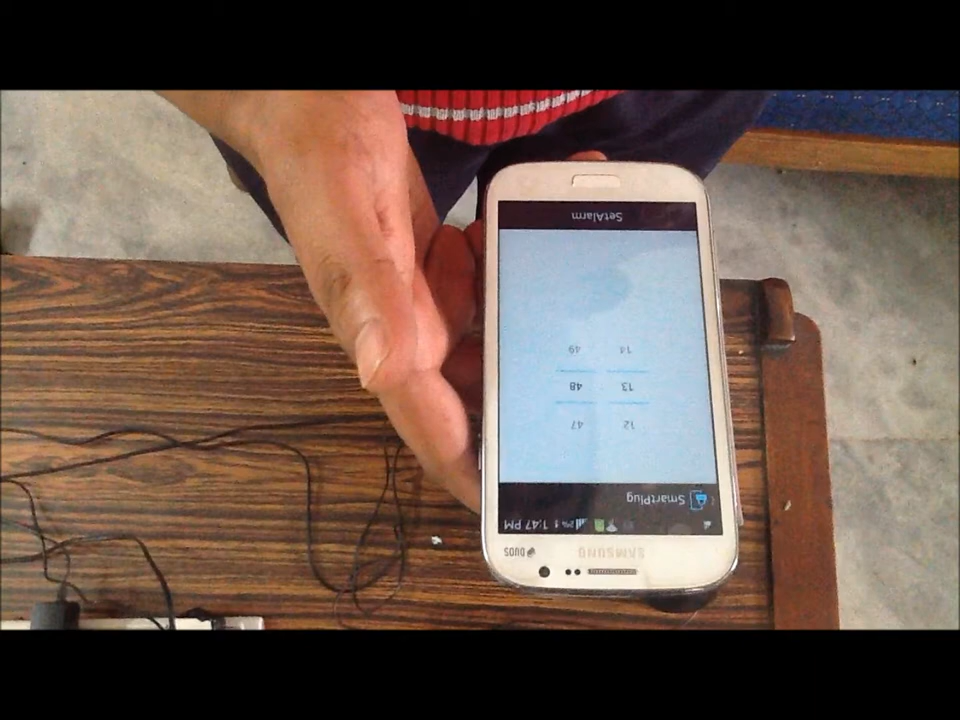 SAMSUNG
DUOS
1:47 PM
SmartPlug
12 47
13 48
14 49
SetAlarm